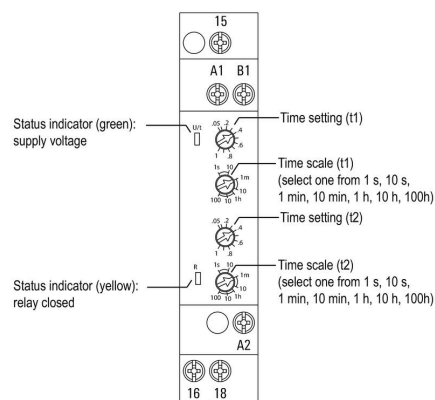 15
A1 B1
Status indicator (green):
supply voltage
U/t
.05 .2 .4 .6 .8 1
Time setting (t1)
1s 10 1m 10 1h 10 100
Time scale (t1)
(select one from 1 s, 10 s,
1 min, 10 min, 1 h, 10 h, 100h)
.05 .2 .4 .6 .8 1
Time setting (t2)
Status indicator (yellow):
relay closed
R
1s 10 1m 10 1h 10 100
Time scale (t2)
(select one from 1 s, 10 s,
1 min, 10 min, 1 h, 10 h, 100h)
A2
16 18